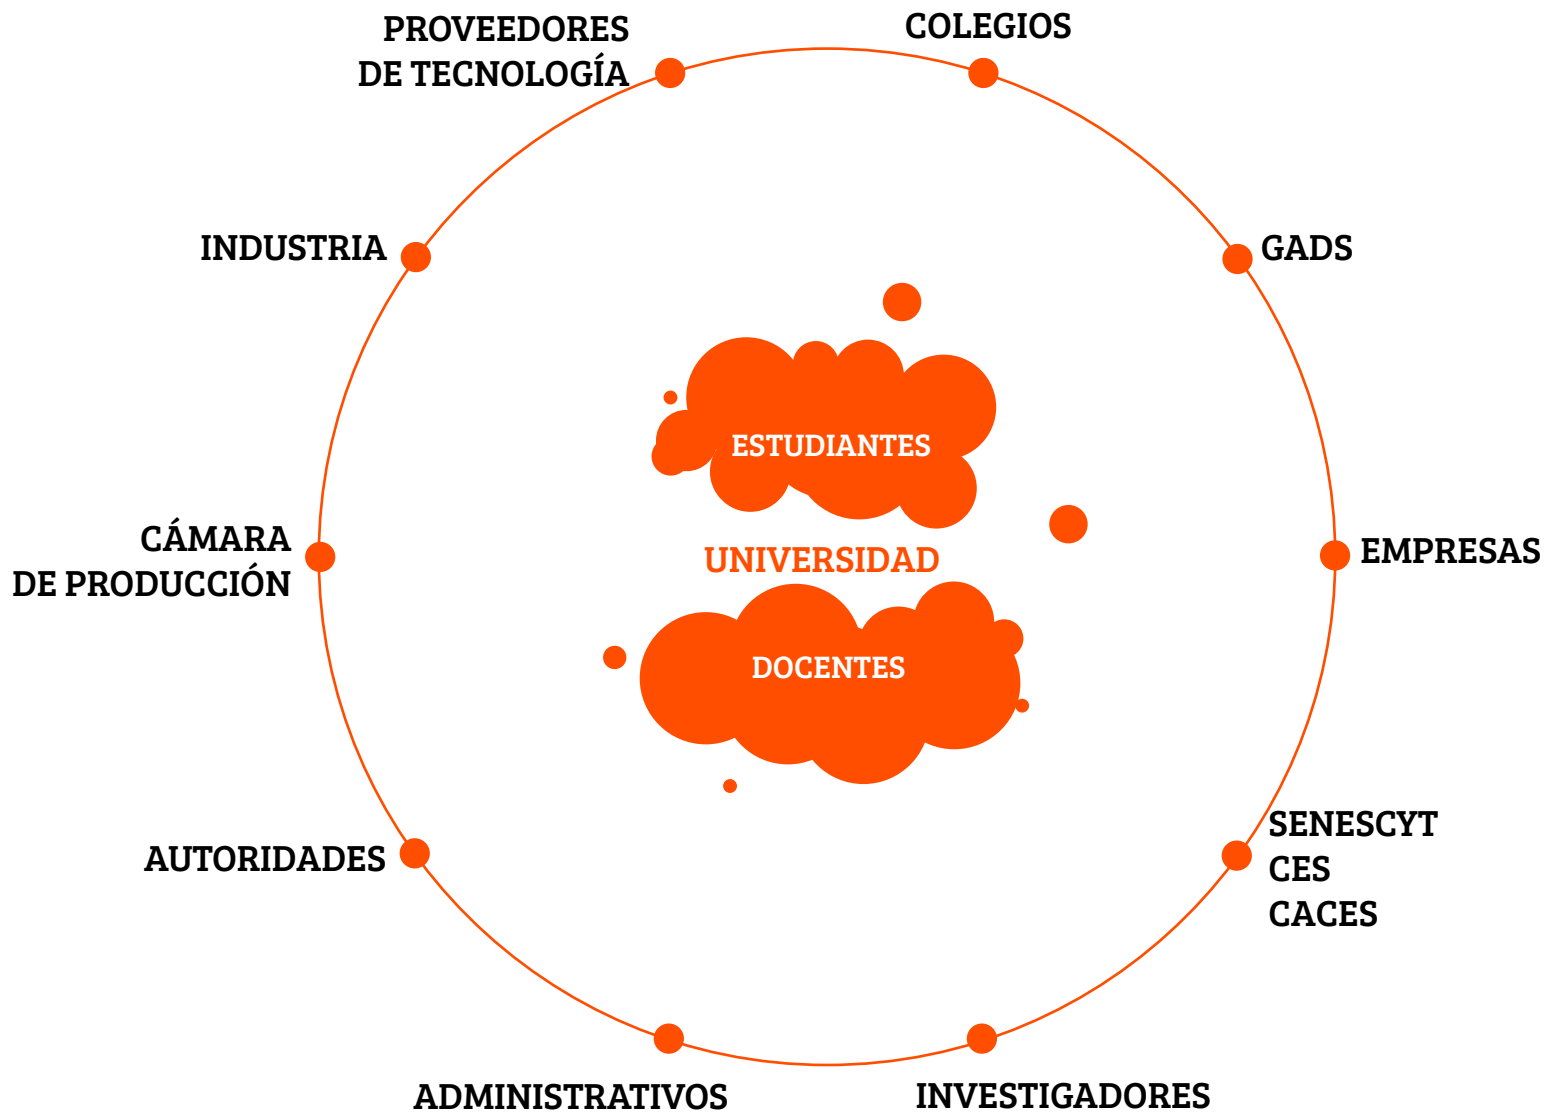 PROVEEDORES
DE TECNOLOGÍA
COLEGIOS
INDUSTRIA
GADS
ESTUDIANTES
CÁMARA
DE PRODUCCIÓN
UNIVERSIDAD
EMPRESAS
DOCENTES
AUTORIDADES
SENESCYT
CES
CACES
ADMINISTRATIVOS
INVESTIGADORES